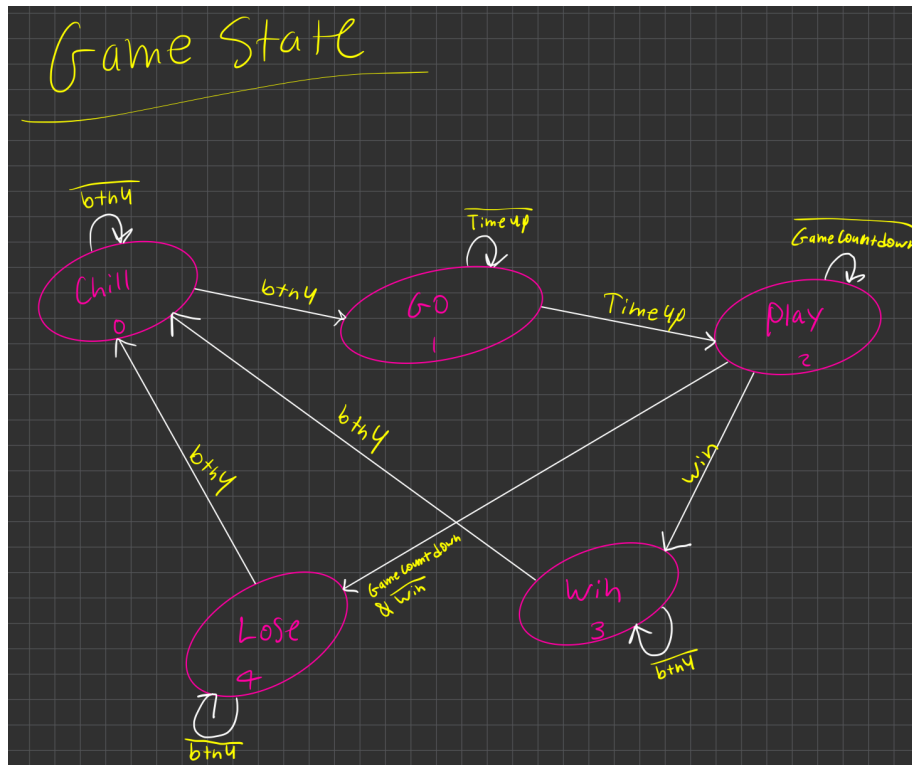 Game State
btn4
Time up
Game Countdown
Chill
0
btn4
GO
1
Time up
Play
2
btn4
btn4
win
Game Countdown
& Win
Lose
4
Win
3
btn4
btn4